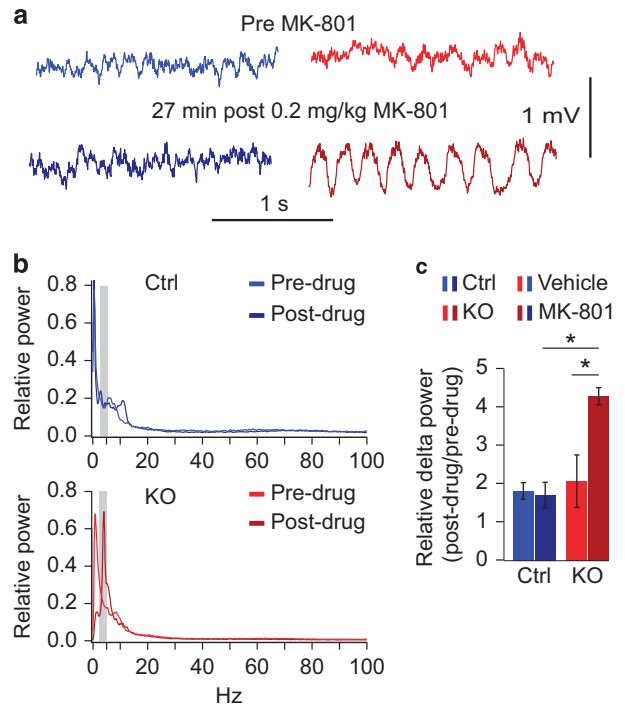 a
Pre MK-801
27 min post 0.2 mg/kg MK-801
1 mV
1 s
b
Ctrl
Pre-drug
Post-drug
Relative power
0.8
0.6
0.4
0.2
0.0
0 20 40 60 80 100
KO
Pre-drug
Post-drug
Relative power
0.8
0.6
0.4
0.2
0.0
0 20 40 60 80 100
Hz
c
Ctrl Vehicle
KO MK-801
*
*
Relative delta power
(post-drug/pre-drug)
5
4
3
2
1
0
Ctrl KO